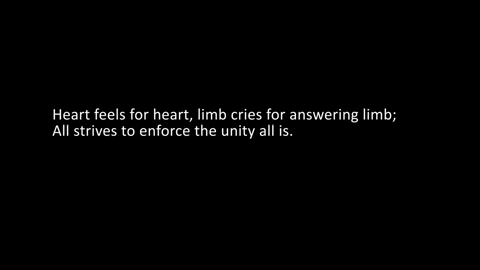 Heart feels for heart, limb cries for answering limb;
All strives to enforce the unity all is.